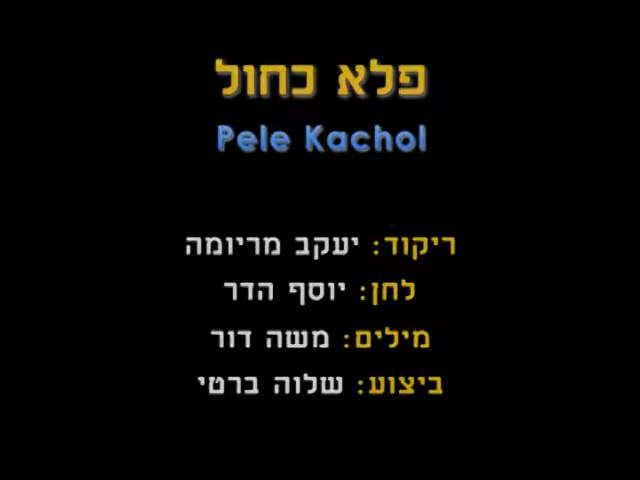 פלא כחול
Pele Kachol
ריקוד: יעקב מריומה
לחן: יוסף הדר
מילים: משה דור
ביצוע: שלוה ברטי